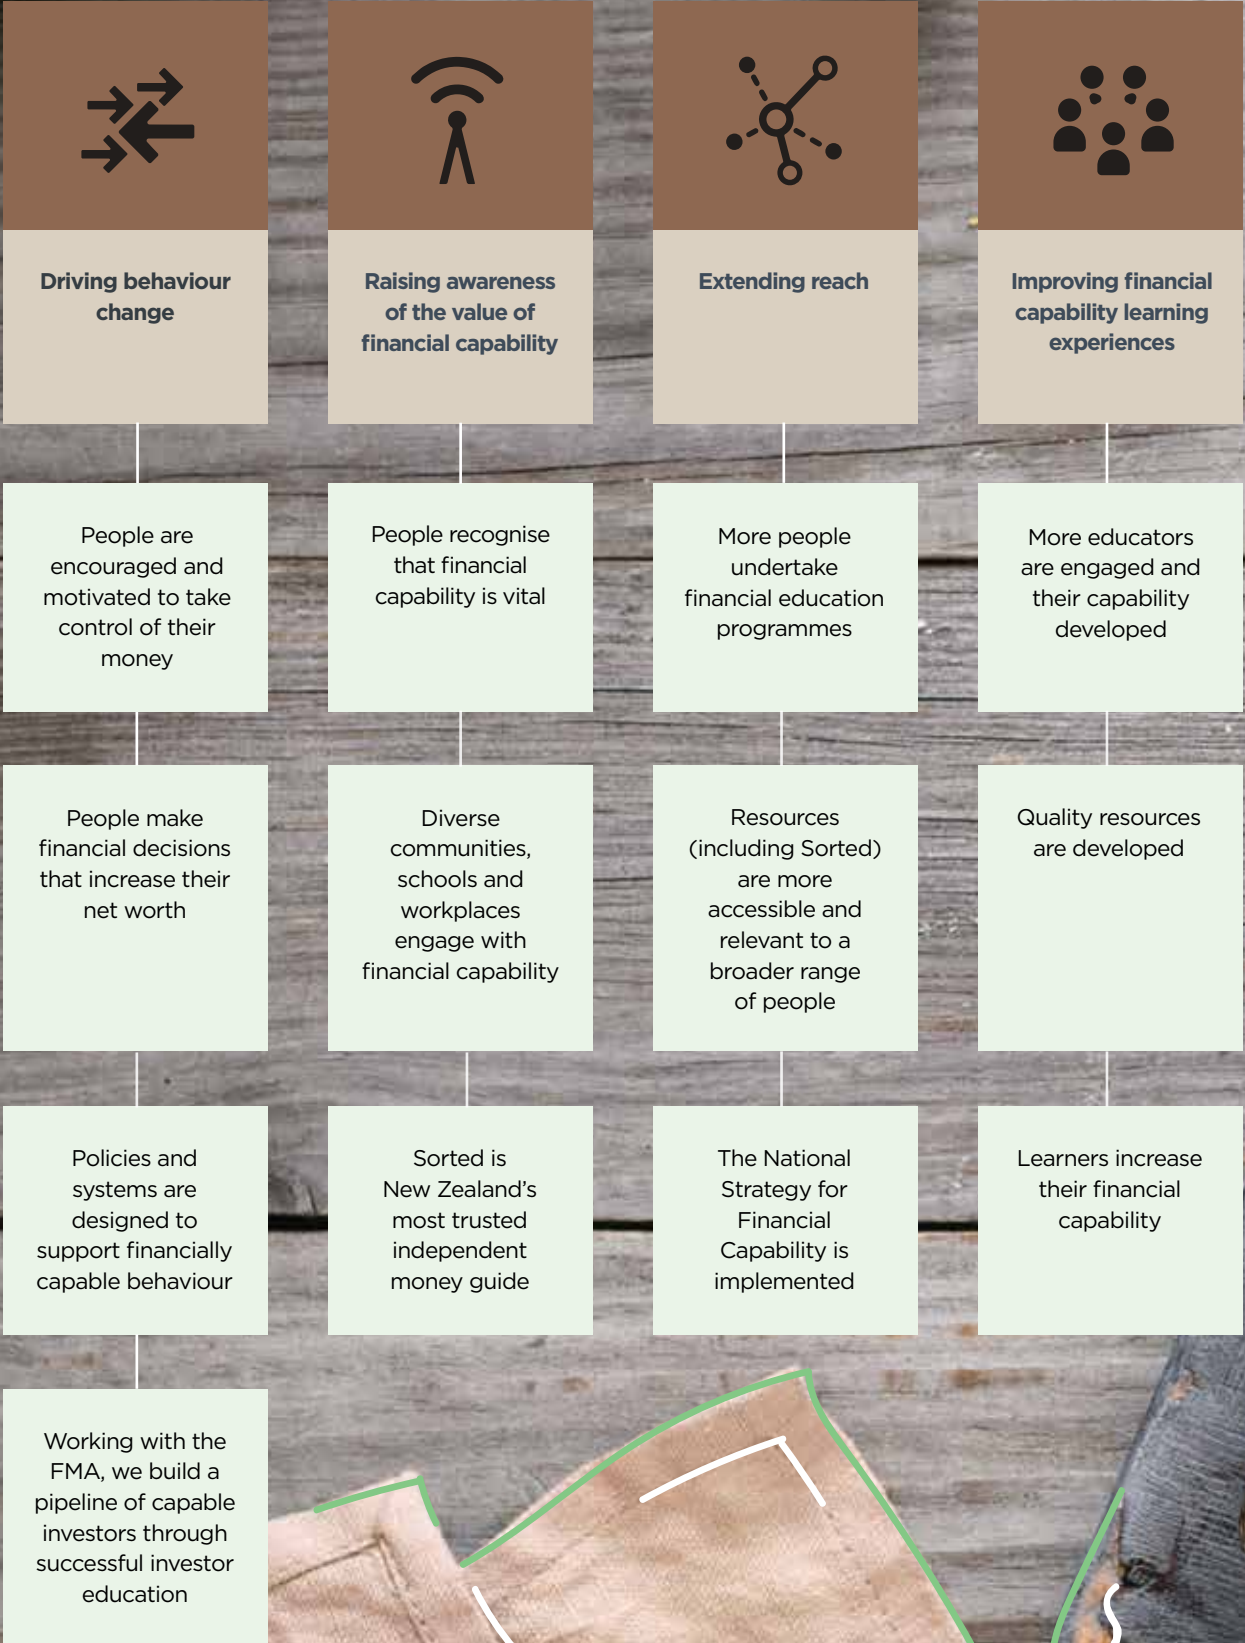 Driving behaviour
change
Raising awareness
of the value of
financial capability
Extending reach
Improving financial
capability learning
experiences
People are
encouraged and
motivated to take
control of their
money
People recognise
that financial
capability is vital
More people
undertake
financial education
programmes
More educators
are engaged and
their capability
developed
People make
financial decisions
that increase their
net worth
Diverse
communities,
schools and
workplaces
engage with
financial capability
Resources
(including Sorted)
are more
accessible and
relevant to a
broader range
of people
Quality resources
are developed
Policies and
systems are
designed to
support financially
capable behaviour
Sorted is
New Zealand’s
most trusted
independent
money guide
The National
Strategy for
Financial
Capability is
implemented
Learners increase
their financial
capability
Working with the
FMA, we build a
pipeline of capable
investors through
successful investor
education